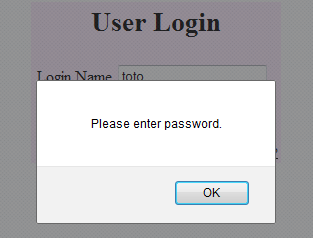 User Login
Login Name toto
Please enter password.
OK